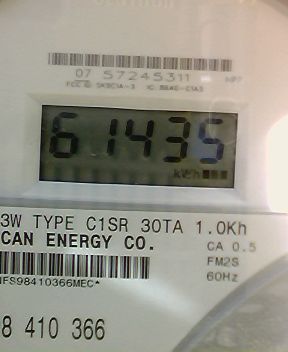 07 57245311
61435
kWh
3W TYPE C1SR 30TA 1.0Kh
CAN ENERGY CO.
CA 0.5
FM2S
60Hz
IFS98410366MEC*
8 410 366